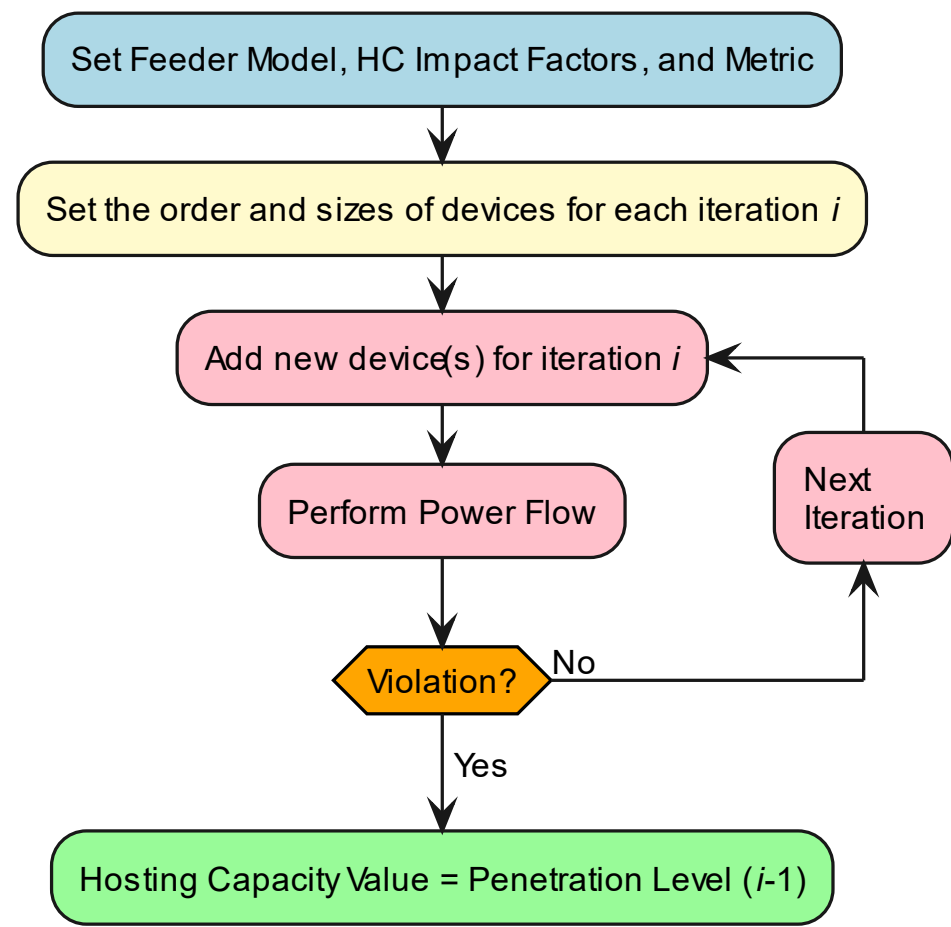 Set Feeder Model, HC Impact Factors, and Metric
Set the order and sizes of devices for each iteration i
Add new device(s) for iteration i
Perform Power Flow
Next
Iteration
Violation?
No
Yes
Hosting Capacity Value = Penetration Level (i-1)